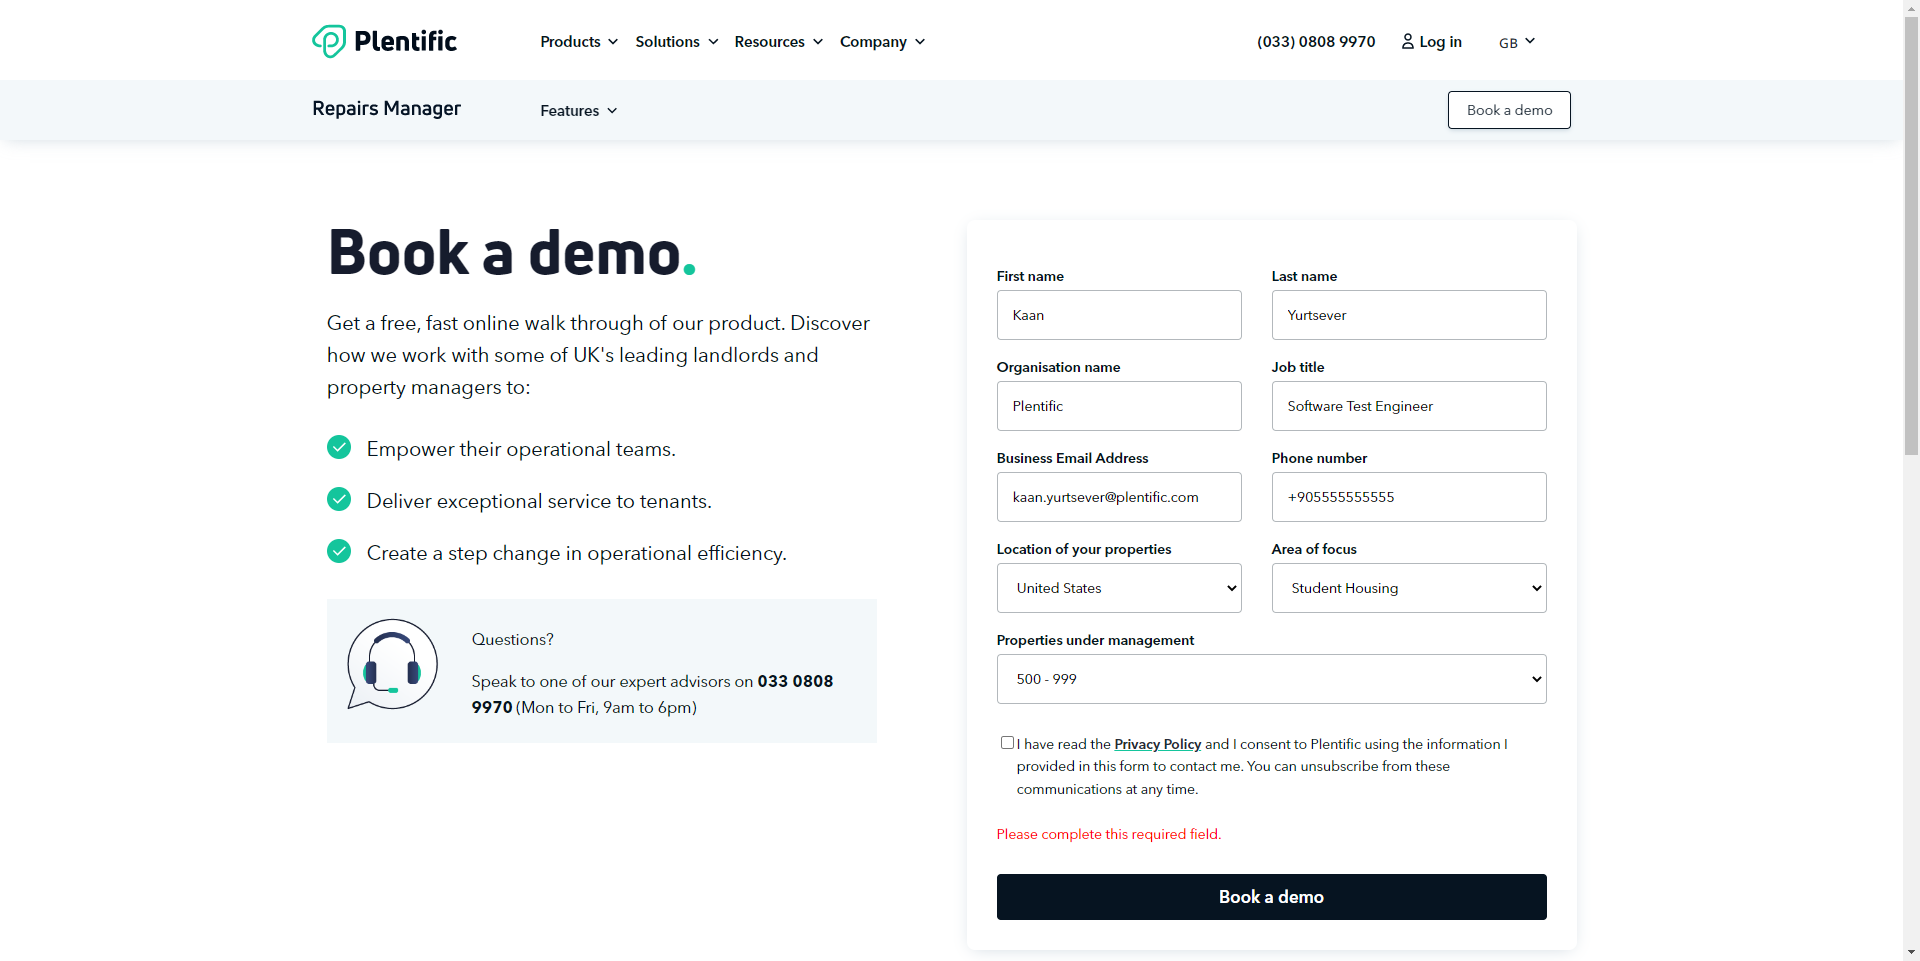 Plentific
Products
Solutions
Resources
Company
(033) 0808 9970
Log in
GB
Repairs Manager
Features
Book a demo
Book a demo.
Get a free, fast online walk through of our product. Discover
how we work with some of UK's leading landlords and
property managers to:
Empower their operational teams.
Deliver exceptional service to tenants.
Create a step change in operational efficiency.
Questions?
Speak to one of our expert advisors on 033 0808
9970 (Mon to Fri, 9am to 6pm)
First name
Last name
Kaan
Yurtsever
Organisation name
Job title
Plentific
Software Test Engineer
Business Email Address
Phone number
kaan.yurtsever@plentific.com
+905555555555
Location of your properties
Area of focus
United States
Student Housing
Properties under management
500 - 999
I have read the Privacy Policy and I consent to Plentific using the information I
provided in this form to contact me. You can unsubscribe from these
communications at any time.
Please complete this required field.
Book a demo